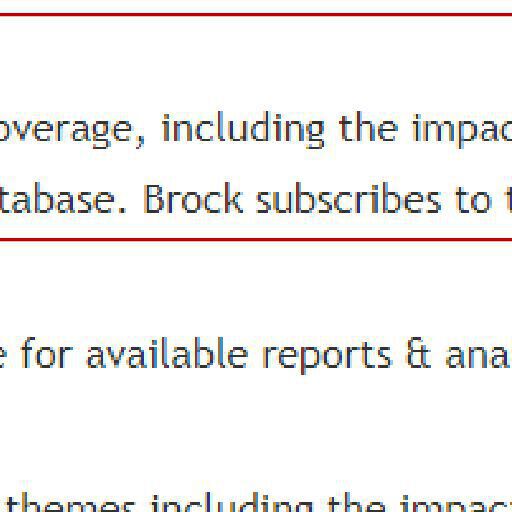 overage, including the impac
tabase. Brock subscribes to t
e for available reports & ana
themes including the impact